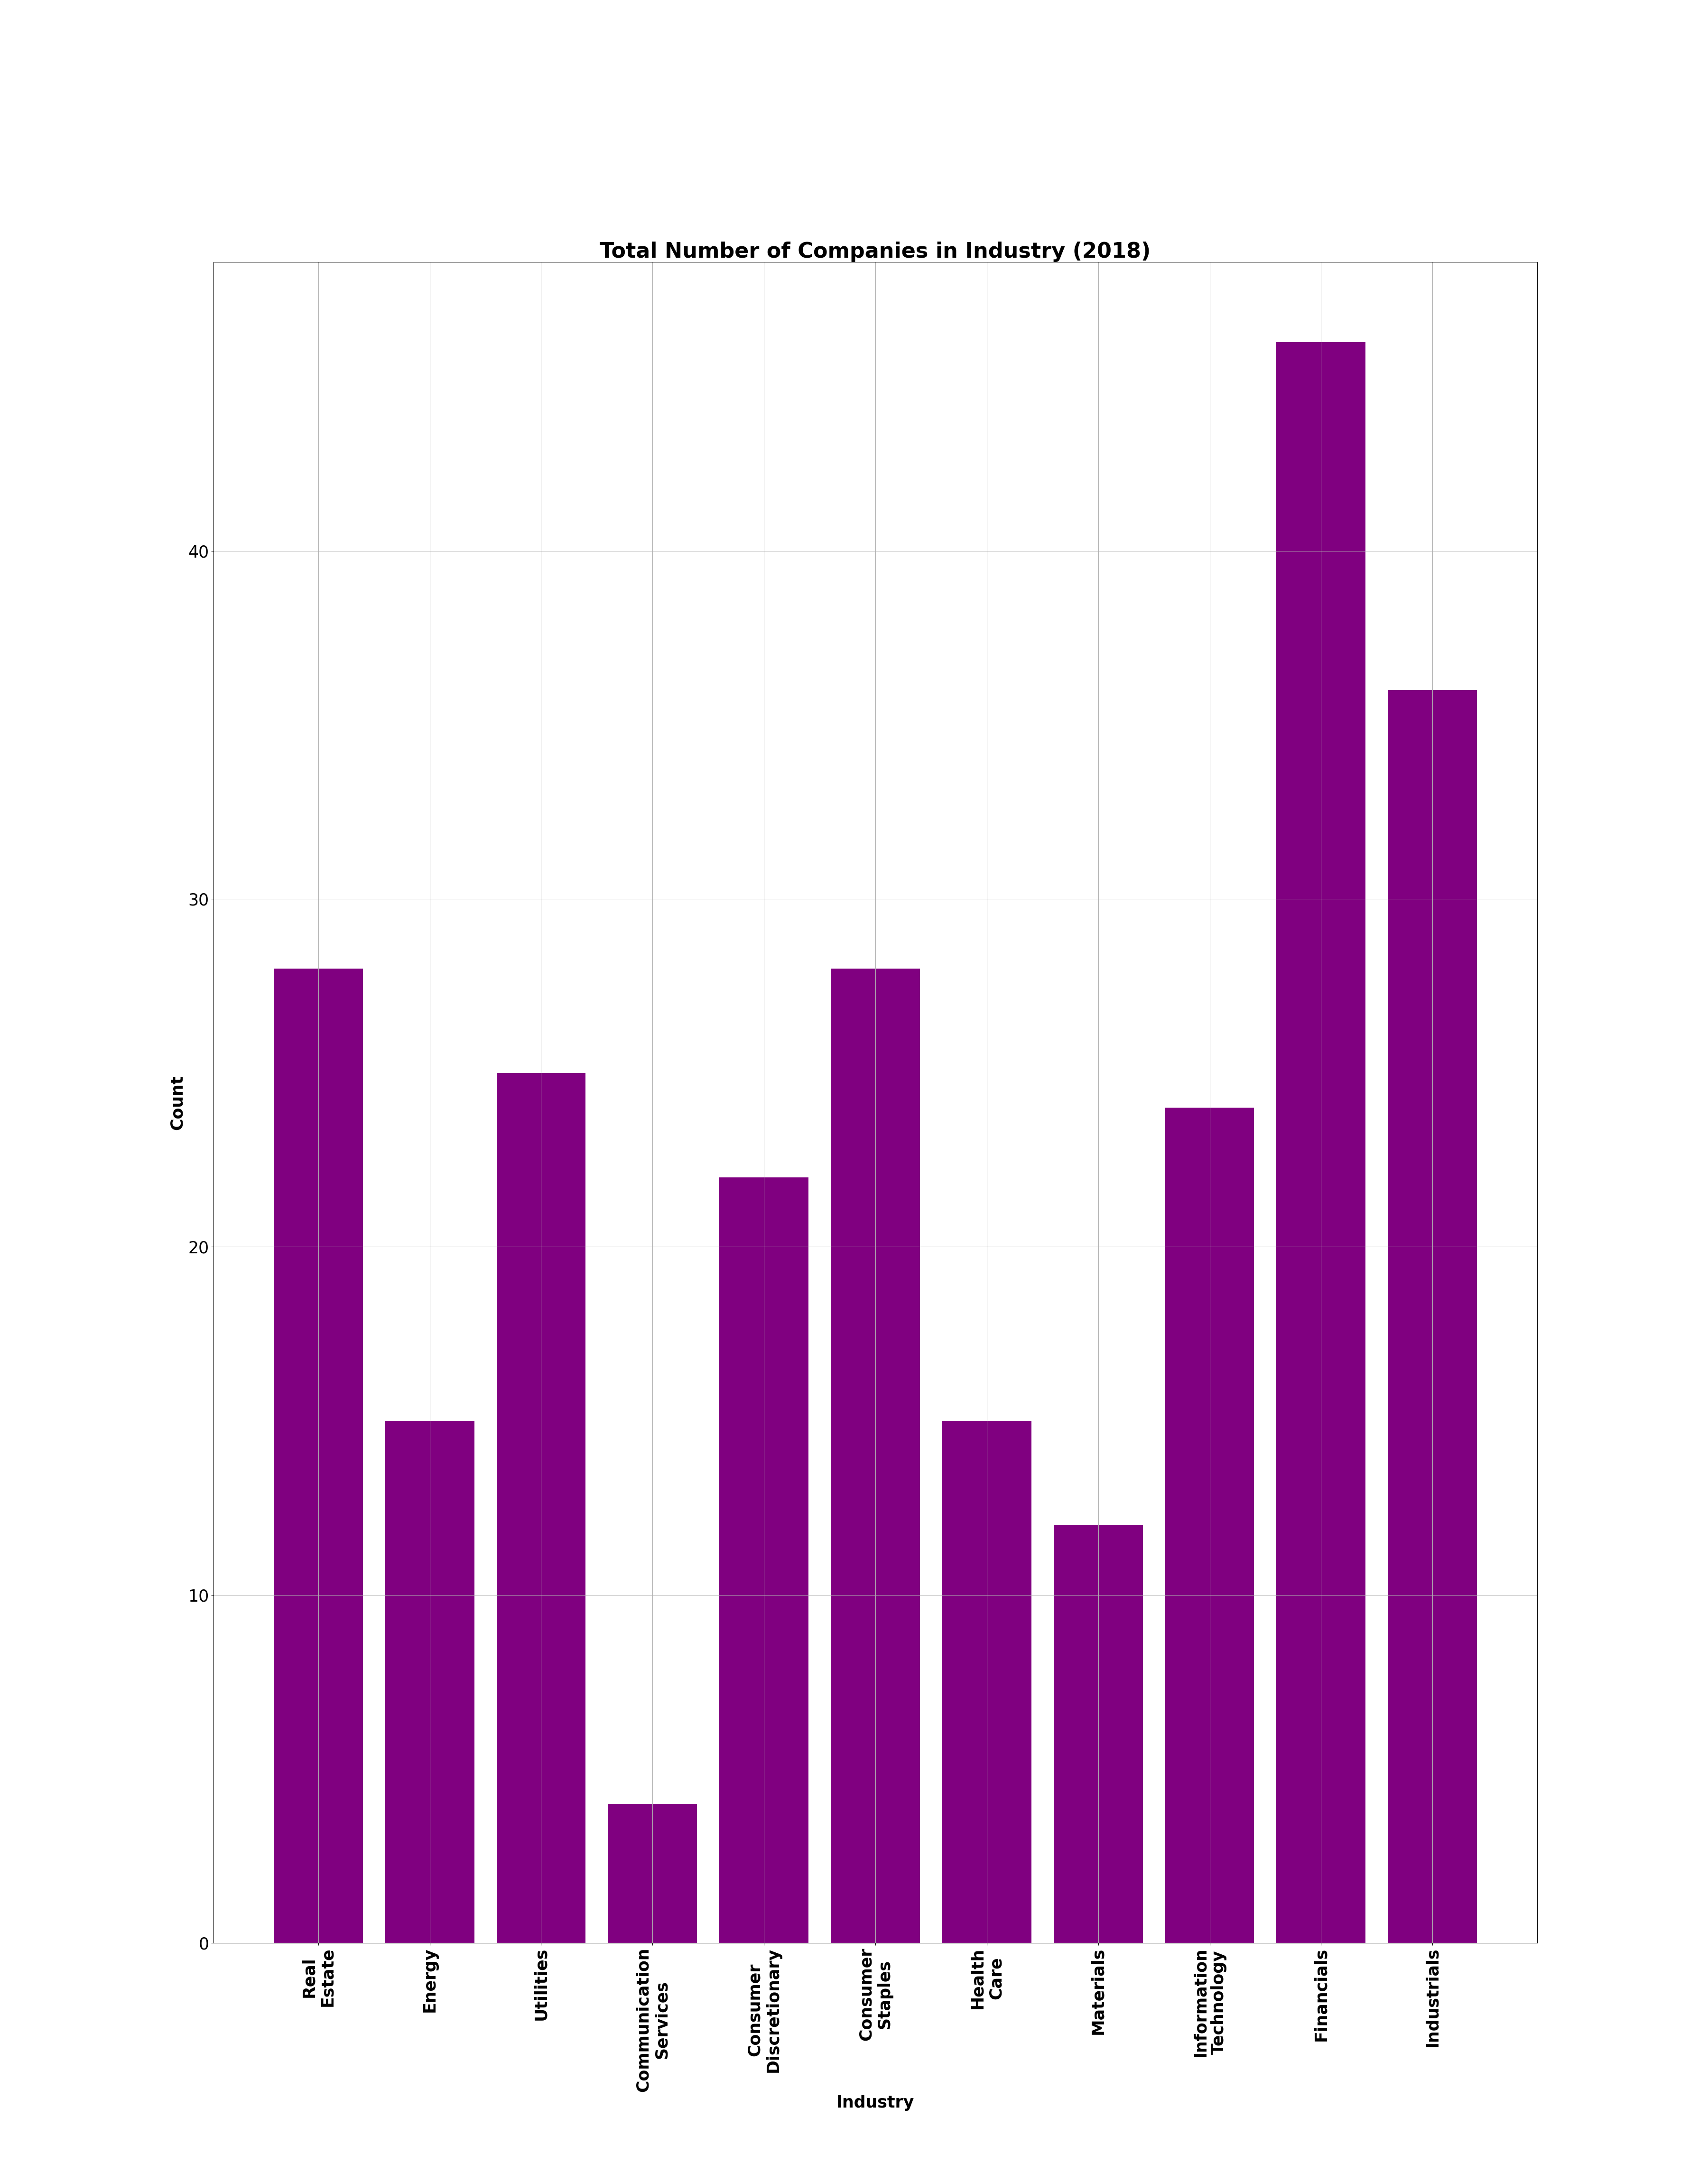 Total Number of Companies in Industry (2018)
40
30
20
10
0
Count
Real
Estate
Energy
Utilities
Communication
Services
Consumer
Discretionary
Consumer
Staples
Health
Care
Materials
Information
Technology
Financials
Industrials
Industry